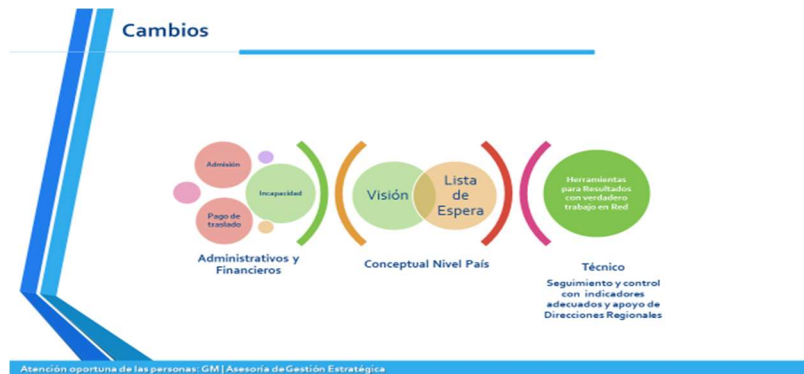 Cambios
Admisión
Incapacidad
Pago de
traslado
Administrativos y
Financieros
Visión
Lista
de
Espera
Conceptual Nivel País
Herramientas
para Resultados
con verdadero
trabajo en Red
Técnico
Seguimiento y control
con indicadores
adecuados y apoyo de
Direcciones Regionales
Atención oportuna de las personas: GM | Asesoría de Gestión Estratégica